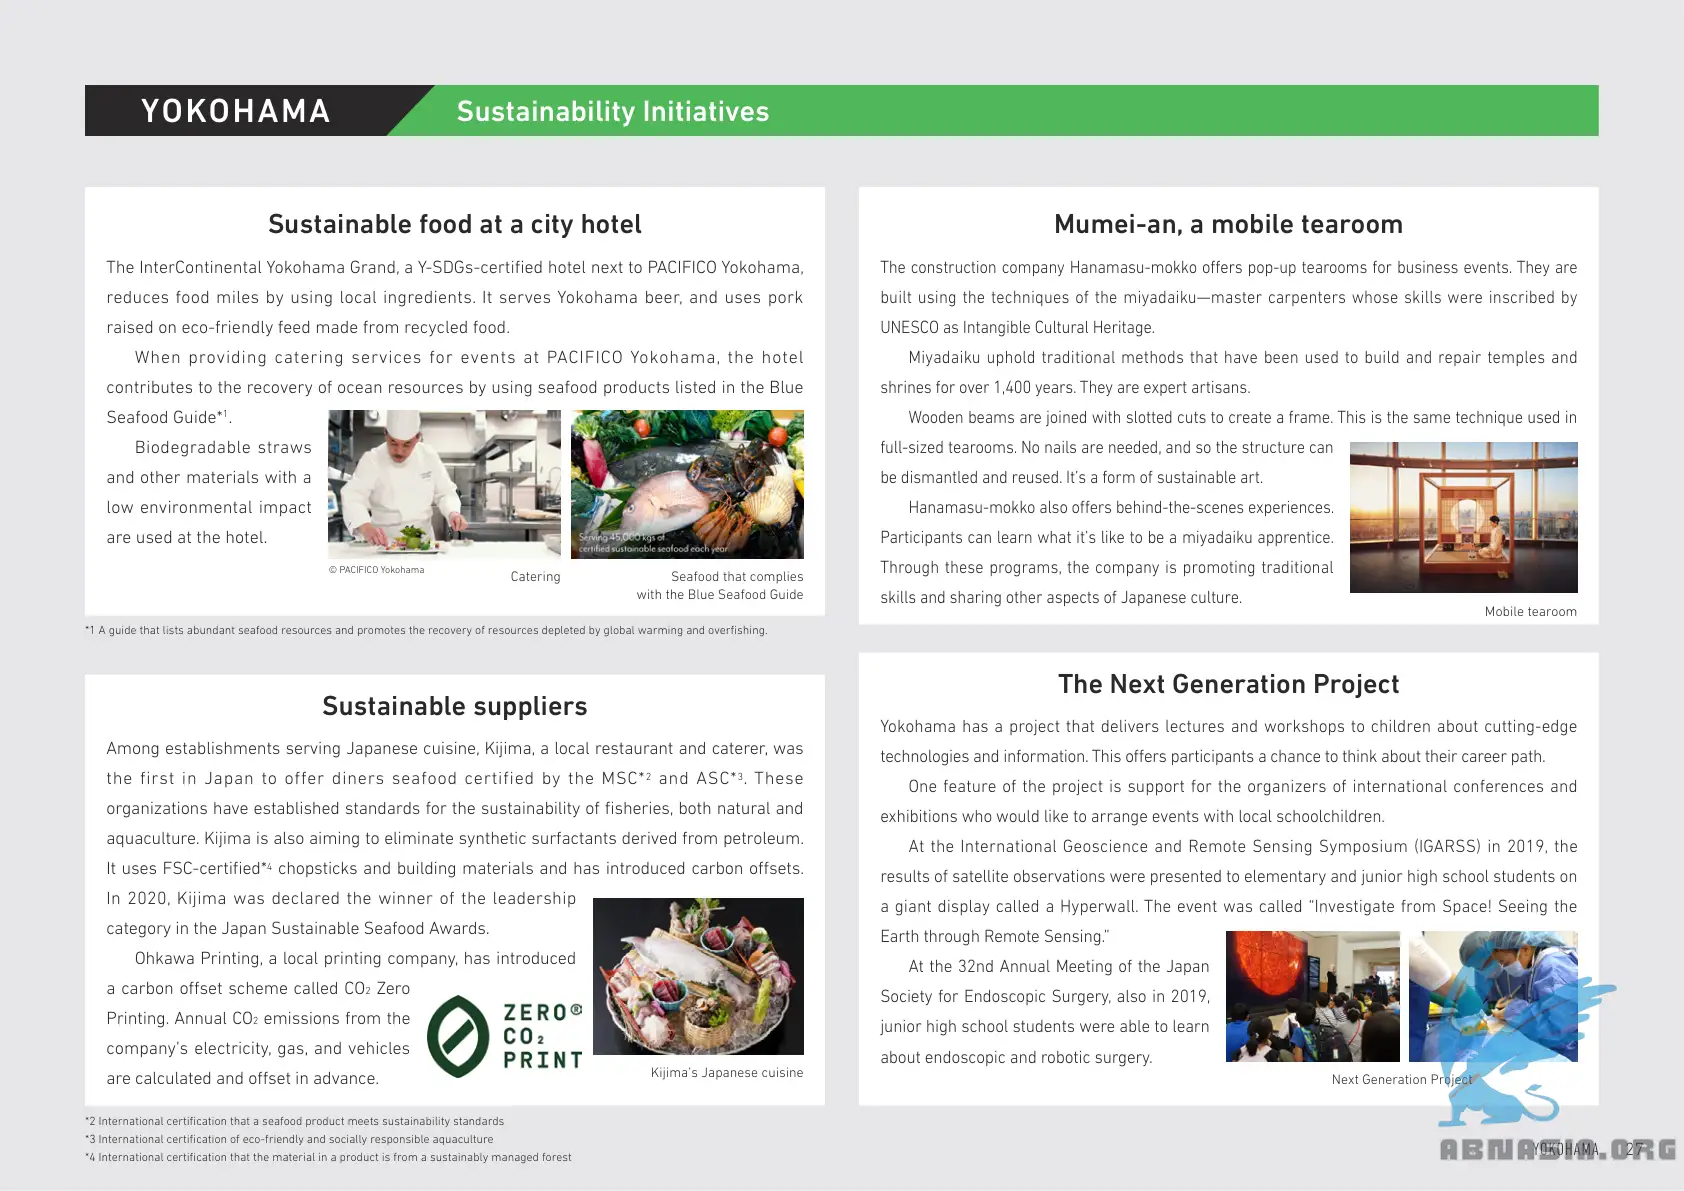 YOKOHAMA
Sustainability Initiatives
Sustainable food at a city hotel
The InterContinental Yokohama Grand, a Y-SDGs-certified hotel next to PACIFICO Yokohama,
reduces food miles by using local ingredients. It serves Yokohama beer, and uses pork
raised on eco-friendly feed made from recycled food.
When providing catering services for events at PACIFICO Yokohama, the hotel
contributes to the recovery of ocean resources by using seafood products listed in the Blue
Seafood Guide*1.
Biodegradable straws
and other materials with a
low environmental impact
are used at the hotel.
Serving 45,000 kgs of
certified sustainable seafood each year
© PACIFICO Yokohama
Catering
Seafood that complies
with the Blue Seafood Guide
*1 A guide that lists abundant seafood resources and promotes the recovery of resources depleted by global warming and overfishing.
Sustainable suppliers
Among establishments serving Japanese cuisine, Kijima, a local restaurant and caterer, was
the first in Japan to offer diners seafood certified by the MSC*2 and ASC*3. These
organizations have established standards for the sustainability of fisheries, both natural and
aquaculture. Kijima is also aiming to eliminate synthetic surfactants derived from petroleum.
It uses FSC-certified*4 chopsticks and building materials and has introduced carbon offsets.
In 2020, Kijima was declared the winner of the leadership
category in the Japan Sustainable Seafood Awards.
Ohkawa Printing, a local printing company, has introduced
a carbon offset scheme called CO2 Zero
Printing. Annual CO2 emissions from the
company's electricity, gas, and vehicles
are calculated and offset in advance.
ZERO®
CO2
PRINT
Kijima's Japanese cuisine
*2 International certification that a seafood product meets sustainability standards
*3 International certification of eco-friendly and socially responsible aquaculture
*4 International certification that the material in a product is from a sustainably managed forest
Mumei-an, a mobile tearoom
The construction company Hanamasu-mokko offers pop-up tearooms for business events. They are
built using the techniques of the miyadaiku—master carpenters whose skills were inscribed by
UNESCO as Intangible Cultural Heritage.
Miyadaiku uphold traditional methods that have been used to build and repair temples and
shrines for over 1,400 years. They are expert artisans.
Wooden beams are joined with slotted cuts to create a frame. This is the same technique used in
full-sized tearooms. No nails are needed, and so the structure can
be dismantled and reused. It's a form of sustainable art.
Hanamasu-mokko also offers behind-the-scenes experiences.
Participants can learn what it's like to be a miyadaiku apprentice.
Through these programs, the company is promoting traditional
skills and sharing other aspects of Japanese culture.
Mobile tearoom
The Next Generation Project
Yokohama has a project that delivers lectures and workshops to children about cutting-edge
technologies and information. This offers participants a chance to think about their career path.
One feature of the project is support for the organizers of international conferences and
exhibitions who would like to arrange events with local schoolchildren.
At the International Geoscience and Remote Sensing Symposium (IGARSS) in 2019, the
results of satellite observations were presented to elementary and junior high school students on
a giant display called a Hyperwall. The event was called "Investigate from Space! Seeing the
Earth through Remote Sensing."
At the 32nd Annual Meeting of the Japan
Society for Endoscopic Surgery, also in 2019,
junior high school students were able to learn
about endoscopic and robotic surgery.
Next Generation Project
YOKOHAMA 27
ABNASIA.ORG